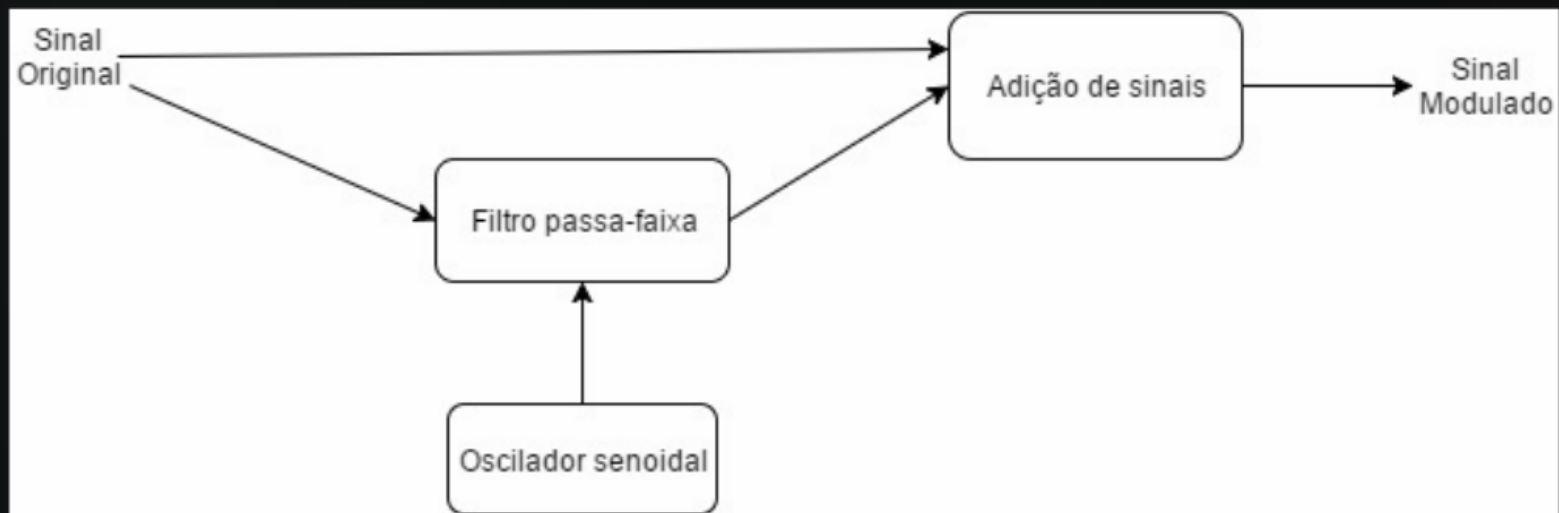 Sinal
Original
Adição de sinais
Sinal
Modulado
Filtro passa-faixa
Oscilador senoidal